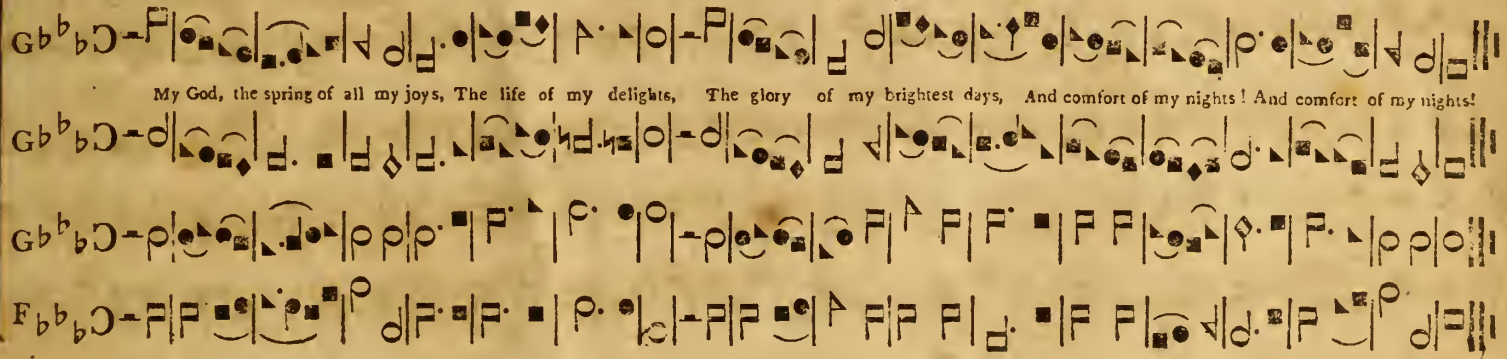 My God, the spring of all my joys, The life of my delights, The glory of my brightest days, And comfort of my nights! And comfort of my nights!